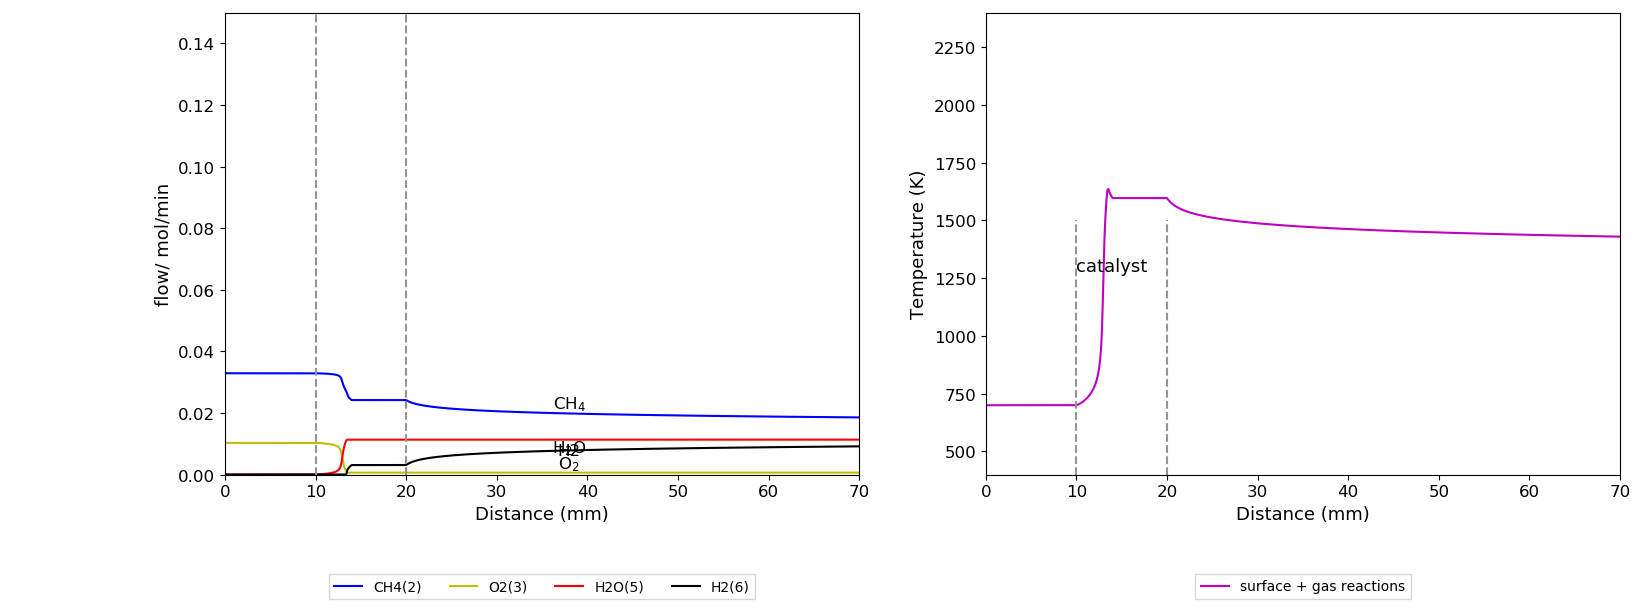 0.14
0.12
0.10
0.08
0.06
0.04
0.02
0.00
flow/ mol/min
0 10 20 30 40 50 60 70
Distance (mm)
CH4
H2O
H2
O2
CH4(2) O2(3) H2O(5) H2(6)
2250
2000
1750
1500
1250
1000
750
500
Temperature (K)
catalyst
0 10 20 30 40 50 60 70
Distance (mm)
surface + gas reactions